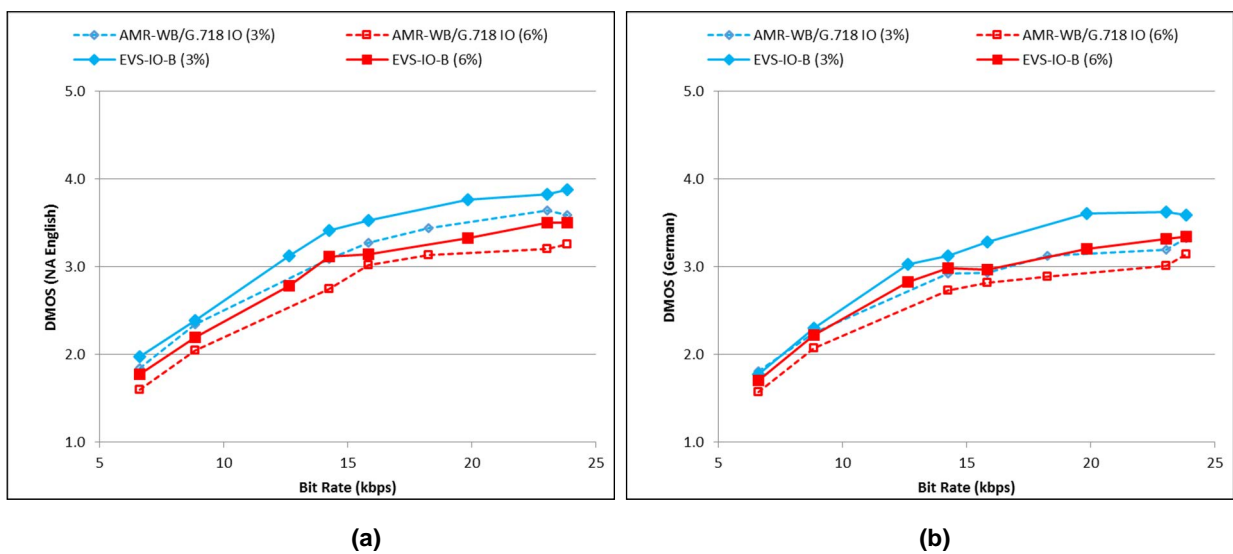 AMR-WB/G.718 IO (3%) AMR-WB/G.718 IO (6%)
EVS-IO-B (3%) EVS-IO-B (6%)
5.0
4.0
3.0
2.0
1.0
DMOS (NA English)
5 10 15 20 25
Bit Rate (kbps)
(a)
AMR-WB/G.718 IO (3%) AMR-WB/G.718 IO (6%)
EVS-IO-B (3%) EVS-IO-B (6%)
5.0
4.0
3.0
2.0
1.0
DMOS (German)
5 10 15 20 25
Bit Rate (kbps)
(b)